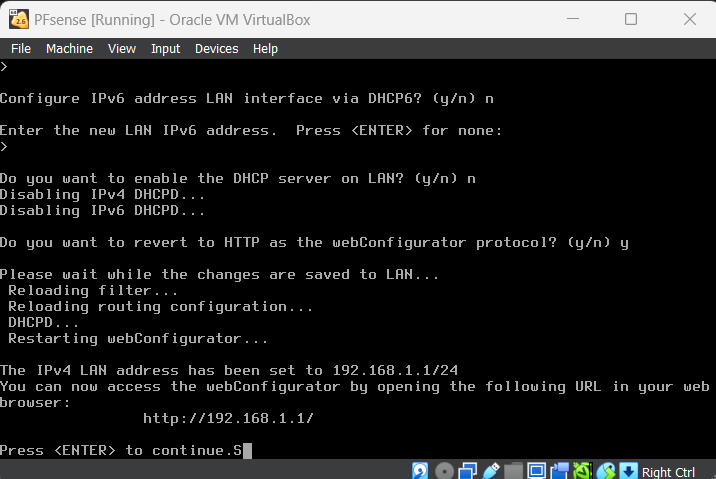 2.6 PFsense [Running] - Oracle VM VirtualBox
File Machine View Input Devices Help
>
Configure IPv6 address LAN interface via DHCP6? (y/n) n
Enter the new LAN IPv6 address.  Press <ENTER> for none:
>
Do you want to enable the DHCP server on LAN? (y/n) n
Disabling IPv4 DHCPD...
Disabling IPv6 DHCPD...
Do you want to revert to HTTP as the webConfigurator protocol? (y/n) y
Please wait while the changes are saved to LAN...
Reloading filter...
Reloading routing configuration...
DHCPD...
Restarting webConfigurator...
The IPv4 LAN address has been set to 192.168.1.1/24
You can now access the webConfigurator by opening the following URL in your web
browser:
http://192.168.1.1/
Press <ENTER> to continue.S
Right Ctrl